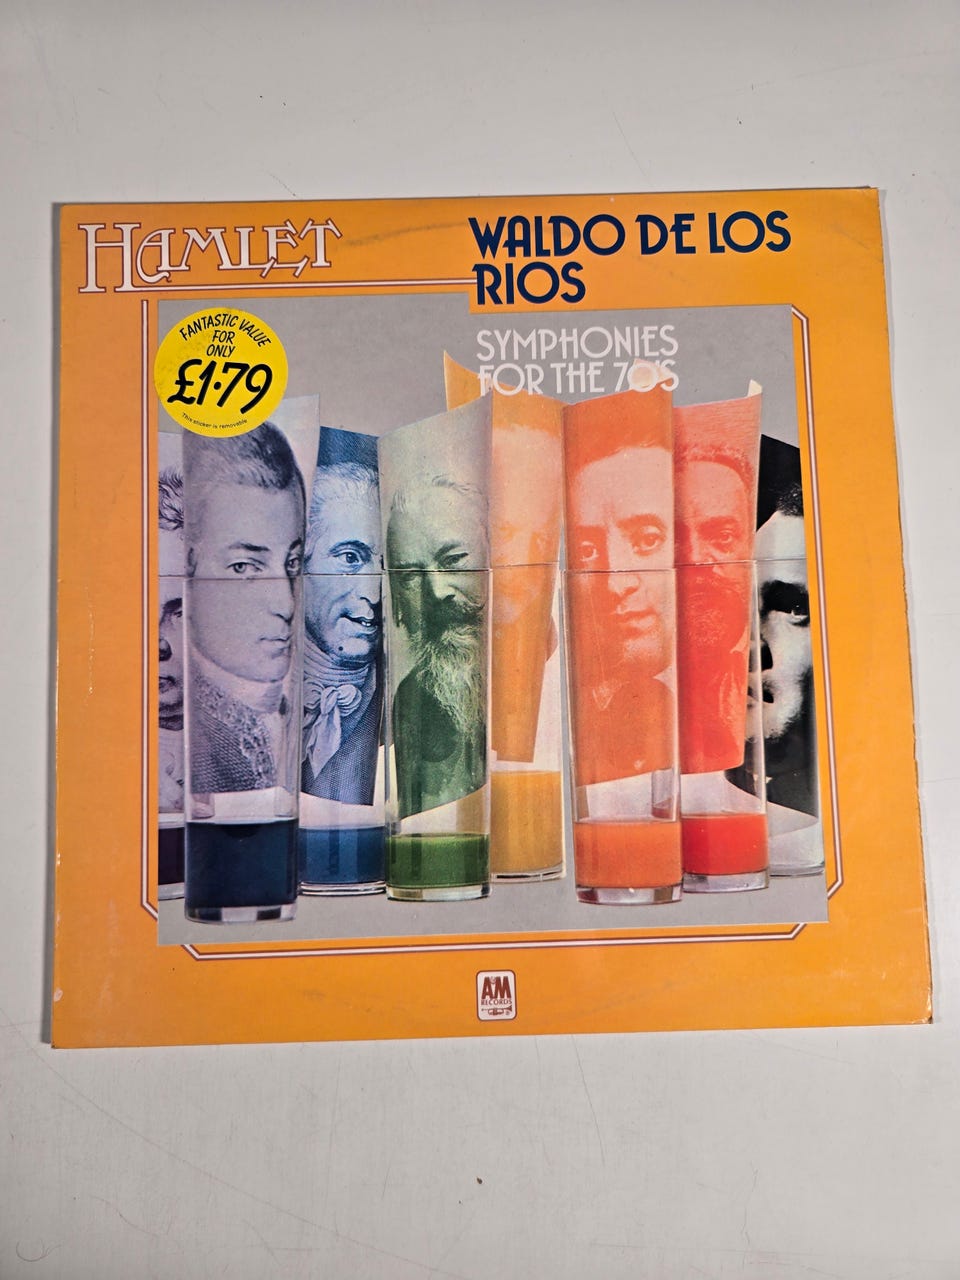 HAMLET
WALDO DE LOS
RIOS
FANTASTIC VALUE
FOR
ONLY
£1·79
This sticker is removable
SYMPHONIES
FOR THE 70'S
A&M
RECORDS